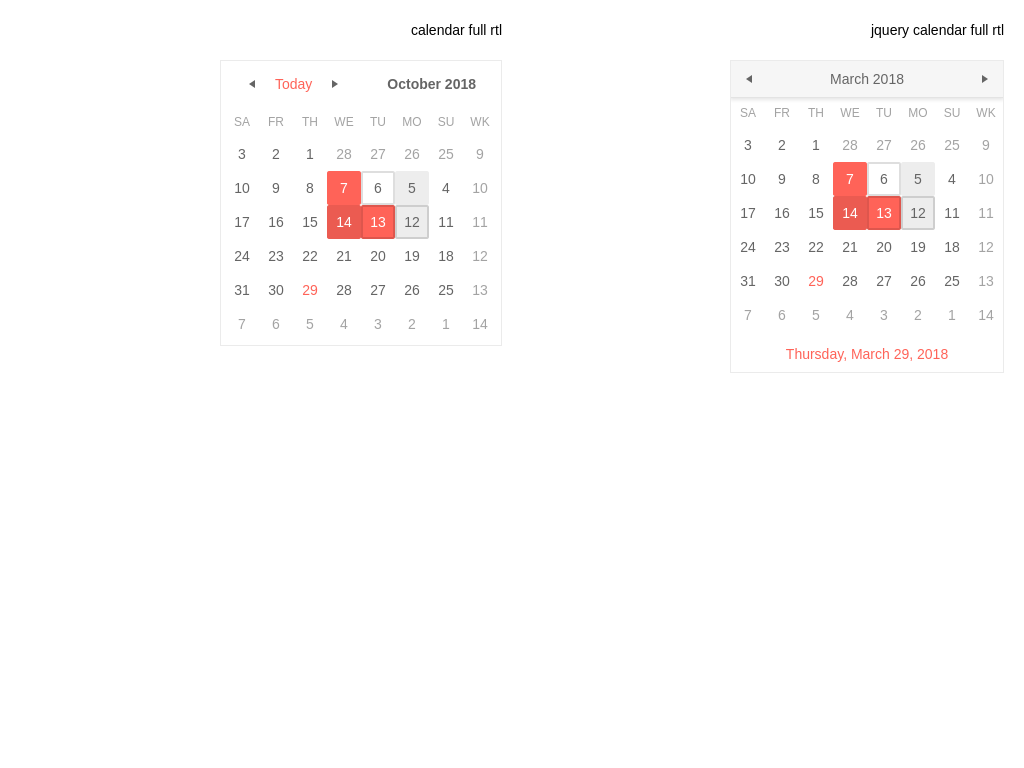 calendar full rtl
Today October 2018
SA FR TH WE TU MO SU WK
3 2 1 28 27 26 25 9
10 9 8 7 6 5 4 10
17 16 15 14 13 12 11 11
24 23 22 21 20 19 18 12
31 30 29 28 27 26 25 13
7 6 5 4 3 2 1 14
jquery calendar full rtl
March 2018
SA FR TH WE TU MO SU WK
3 2 1 28 27 26 25 9
10 9 8 7 6 5 4 10
17 16 15 14 13 12 11 11
24 23 22 21 20 19 18 12
31 30 29 28 27 26 25 13
7 6 5 4 3 2 1 14
Thursday, March 29, 2018